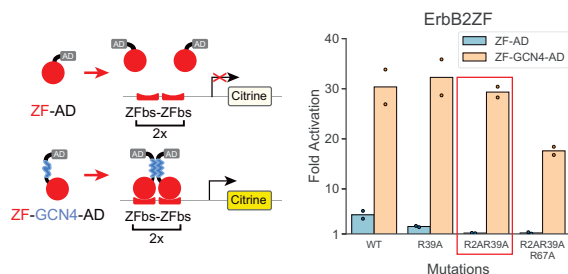 AD
ZF-AD
AD
AD
Citrine
ZFbs-ZFbs
2x
AD
ZF-GCN4-AD
AD
AD
Citrine
ZFbs-ZFbs
2x
ErbB2ZF
ZF-AD
ZF-GCN4-AD
Fold Activation
40
30
20
10
1
WT
R39A
R2AR39A
R2AR39A
R67A
Mutations